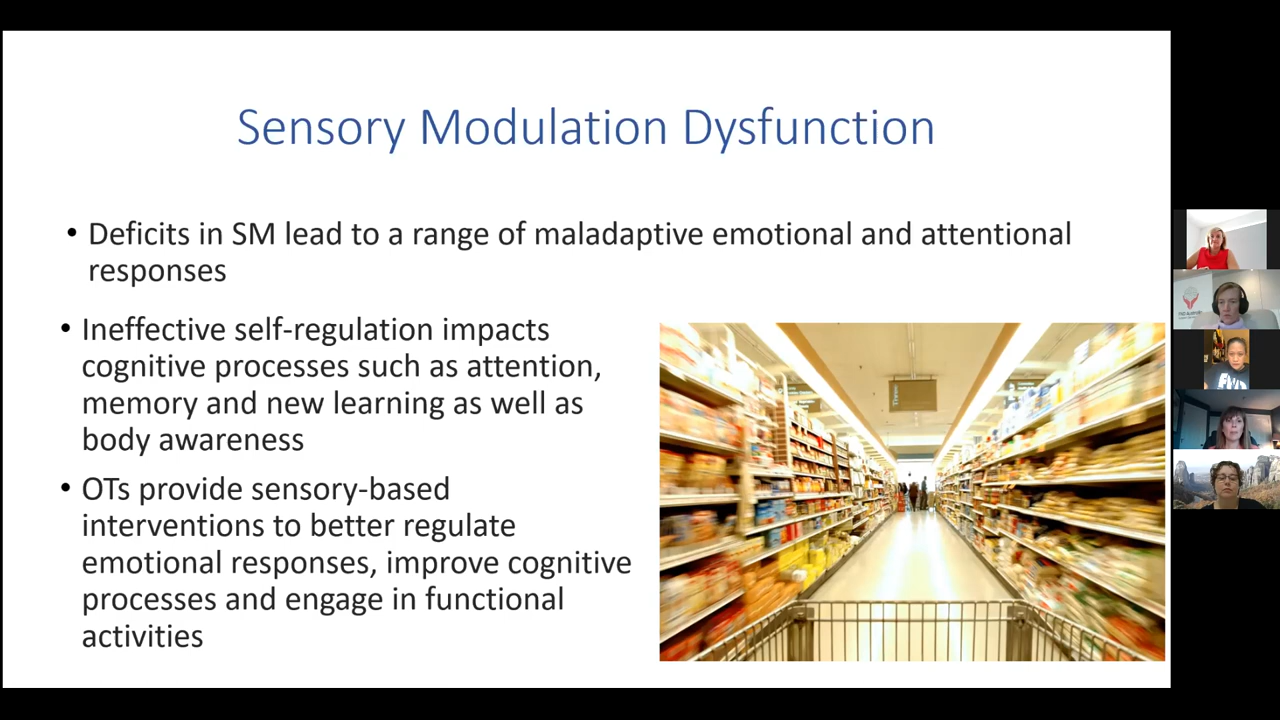 Sensory Modulation Dysfunction
• Deficits in SM lead to a range of maladaptive emotional and attentional
responses
• Ineffective self-regulation impacts
cognitive processes such as attention,
memory and new learning as well as
body awareness
• OTs provide sensory-based
interventions to better regulate
emotional responses, improve cognitive
processes and engage in functional
activities